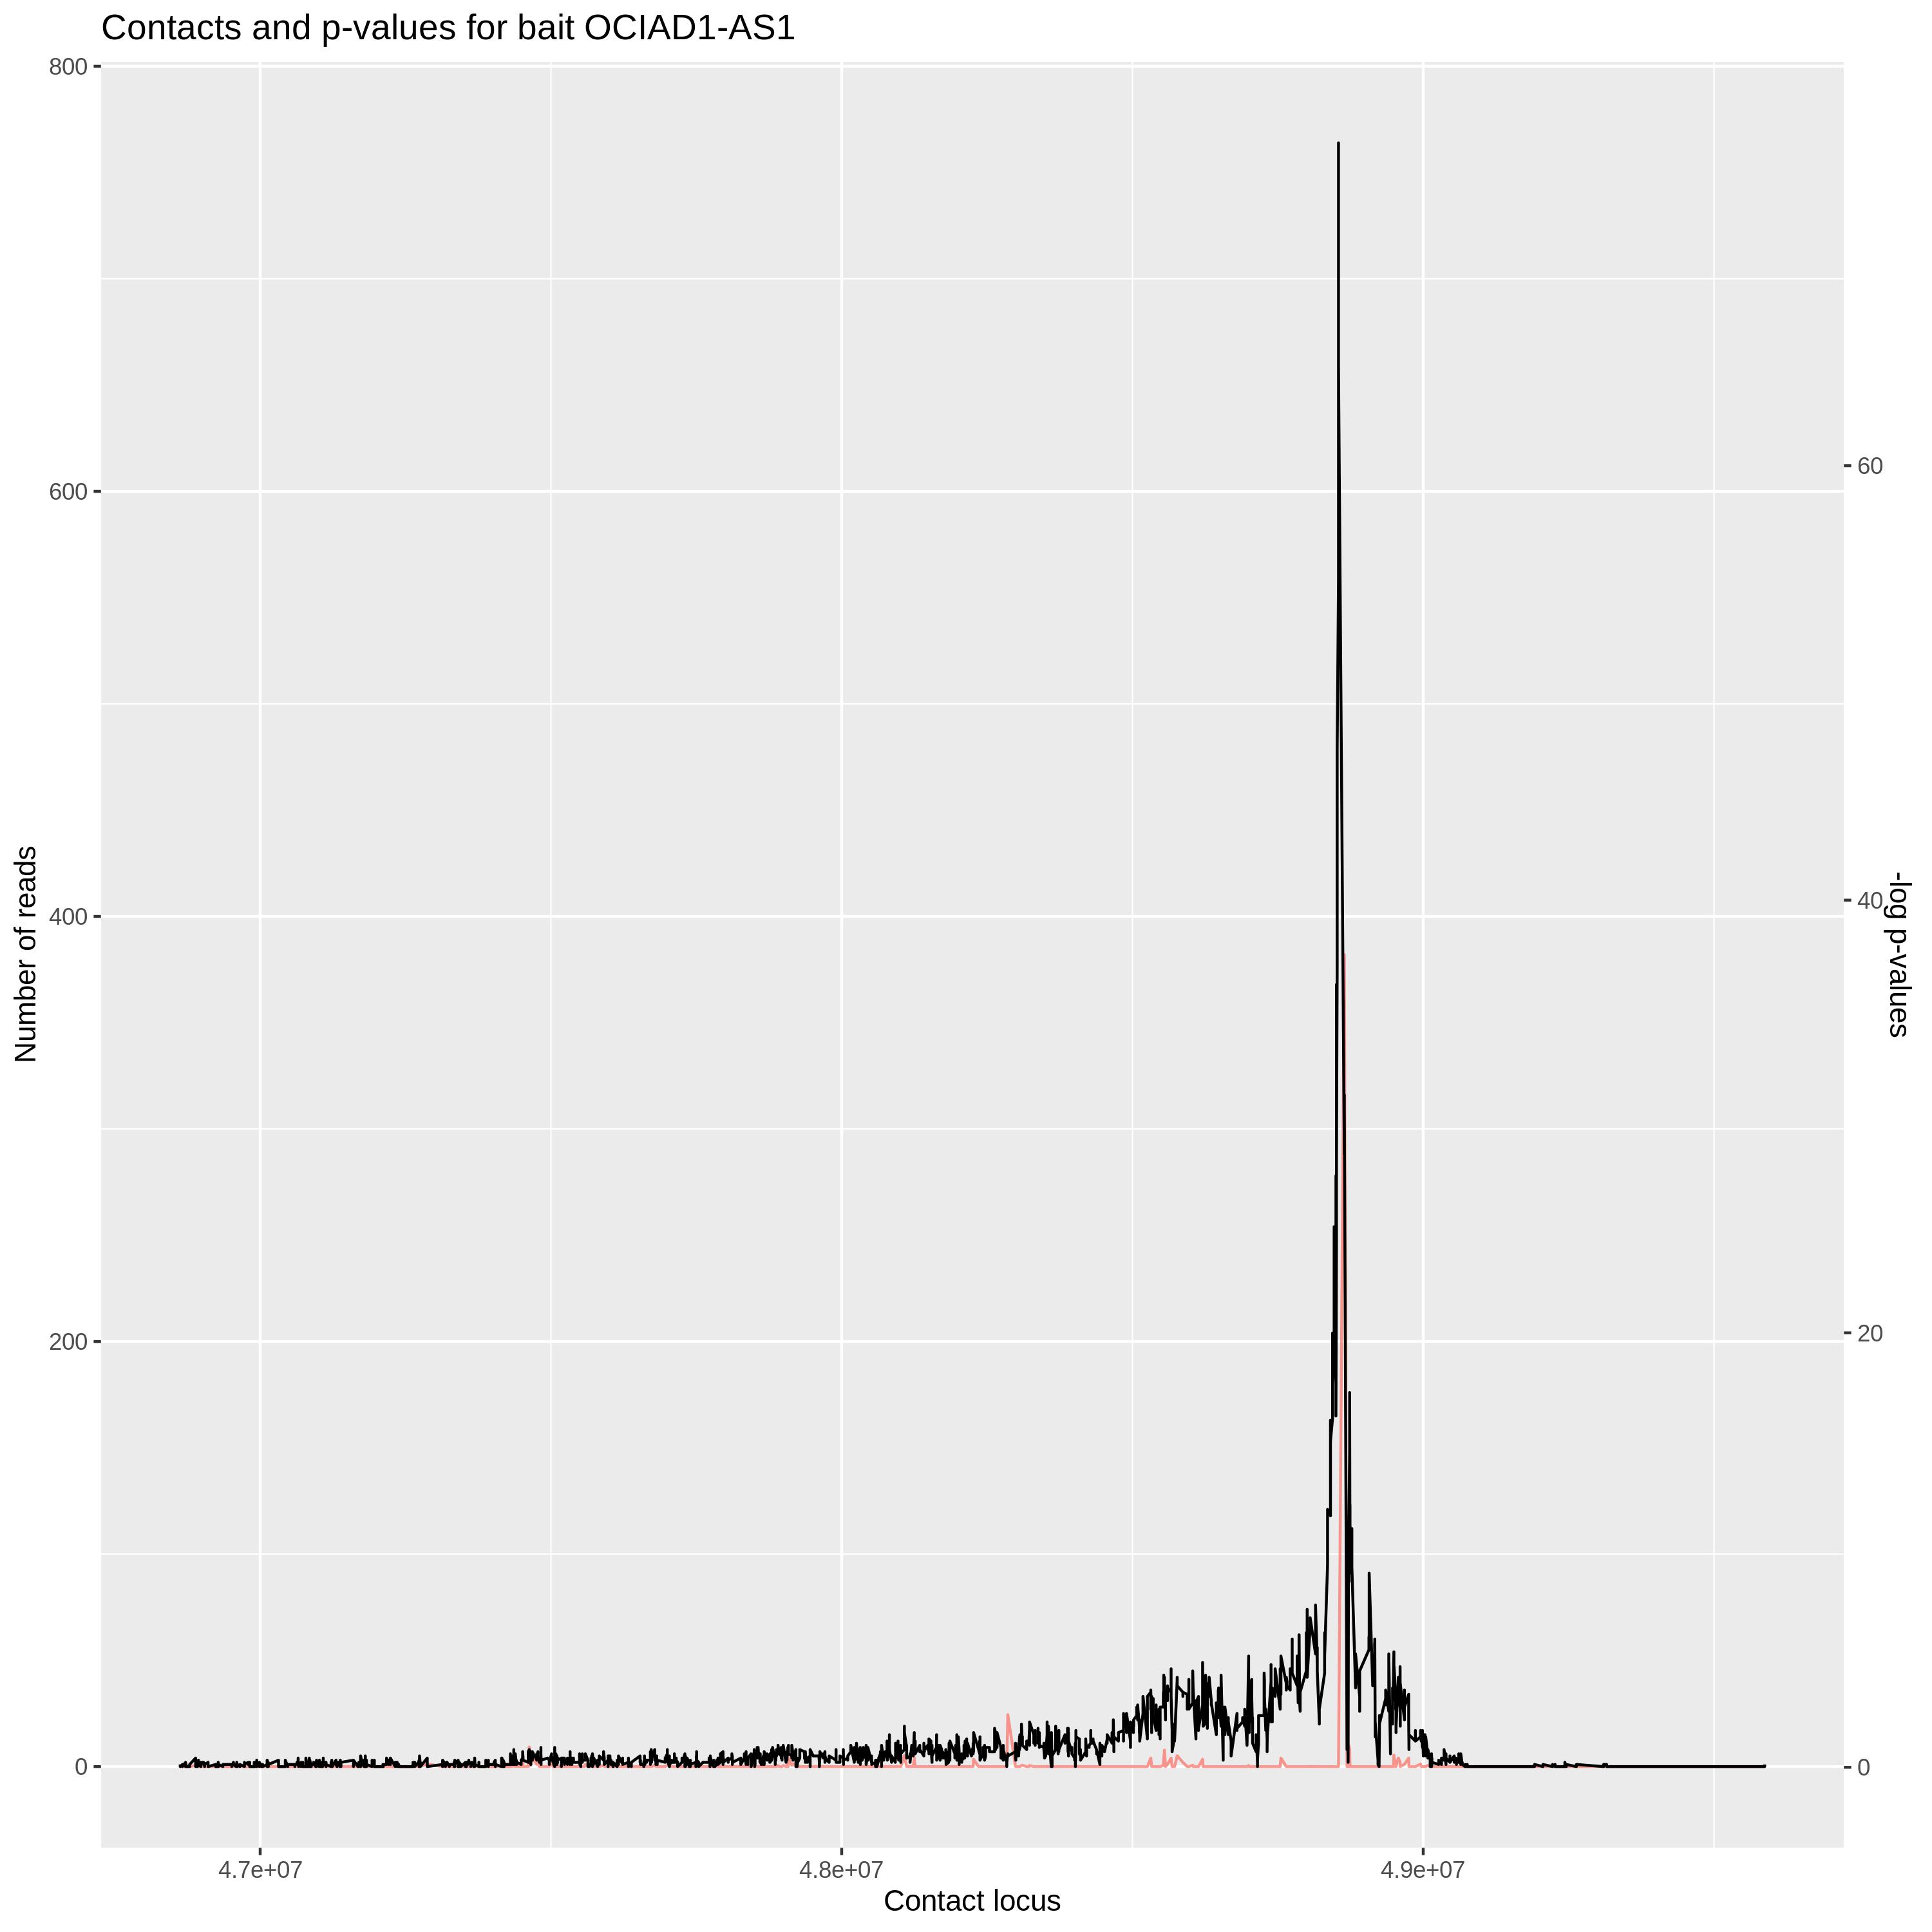 Contacts and p-values for bait OCIAD1-AS1
800
600
400
200
0
Number of reads
60
40
20
0
-log p-values
4.7e+07
4.8e+07
4.9e+07
Contact locus